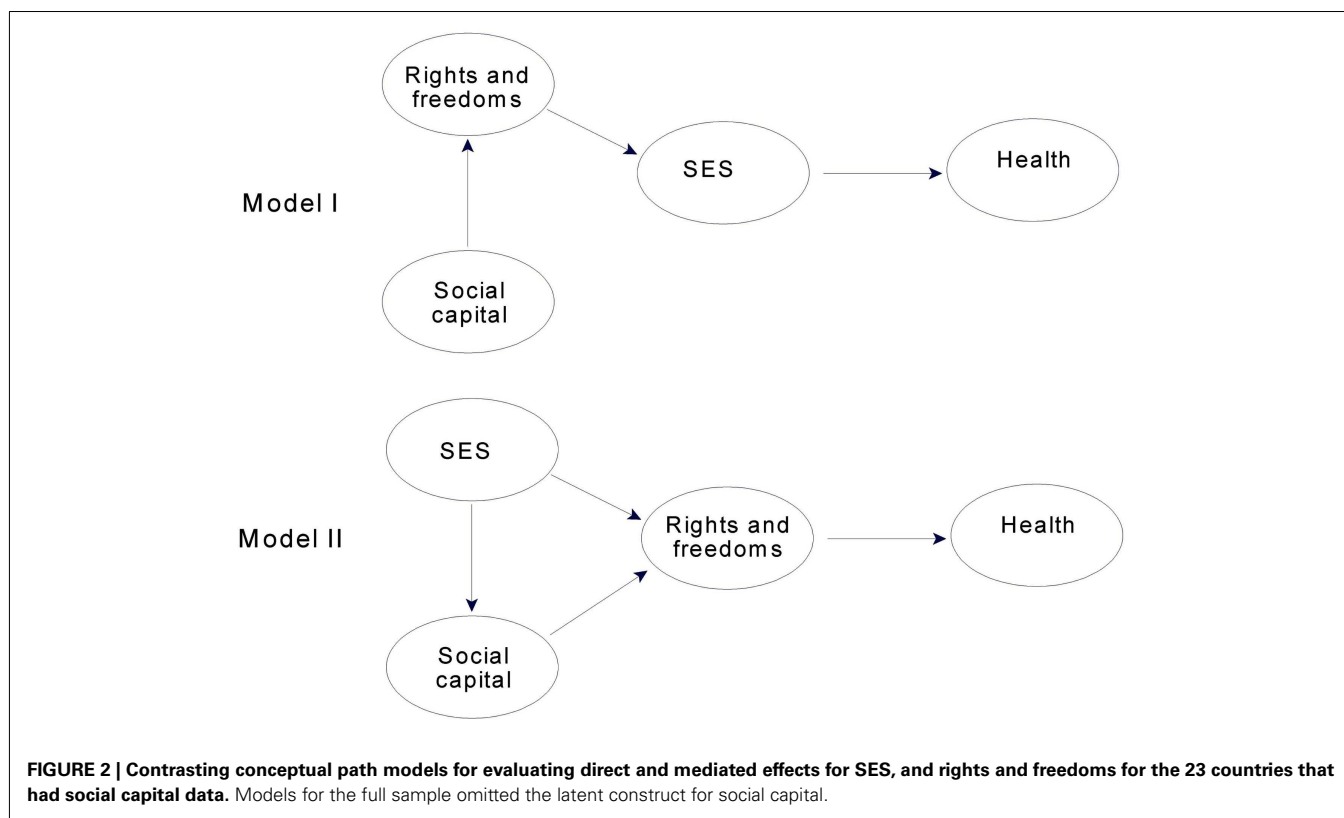 Rights and
freedoms
SES
Health
Model I
Social
capital
SES
Rights and
freedoms
Health
Model II
Social
capital
FIGURE 2 | Contrasting conceptual path models for evaluating direct and mediated effects for SES, and rights and freedoms for the 23 countries that
had social capital data. Models for the full sample omitted the latent construct for social capital.